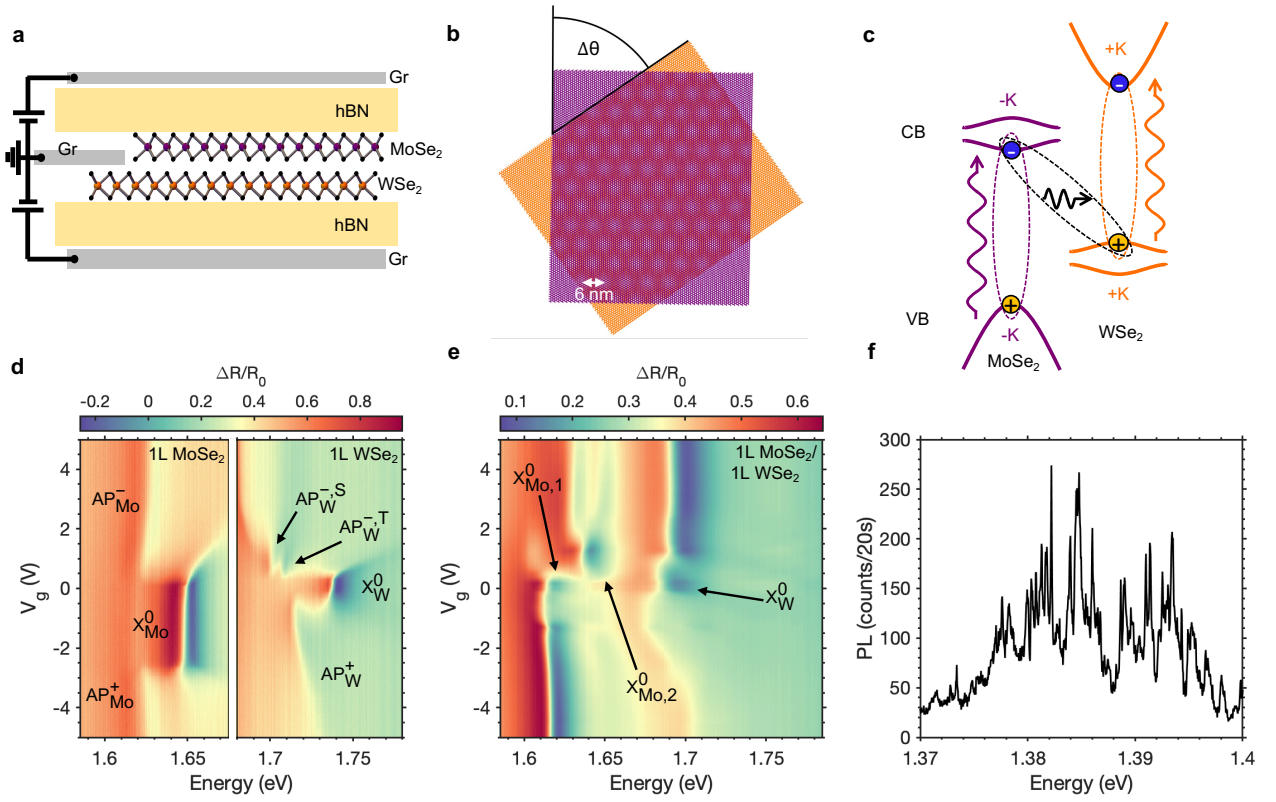 a
Gr
hBN
Gr
MoSe2
WSe2
hBN
Gr
b
Δθ
6 nm
c
+K
-K
CB
-
-
+
+K
+
VB
-K
WSe2
MoSe2
d
ΔR/R0
-0.2 0 0.2 0.4 0.6 0.8
1L MoSe2
1L WSe2
AP−Mo
AP−,SW
AP−,TW
X0Mo
X0W
AP+Mo
AP+W
Vg (V)
4
2
0
-2
-4
1.6 1.65 1.7 1.75
Energy (eV)
e
ΔR/R0
0.1 0.2 0.3 0.4 0.5 0.6
1L MoSe2/
1L WSe2
X0Mo,1
X0W
X0Mo,2
Vg (V)
4
2
0
-2
-4
1.6 1.65 1.7 1.75
Energy (eV)
f
PL (counts/20s)
300
250
200
150
100
50
0
1.37 1.38 1.39 1.4
Energy (eV)